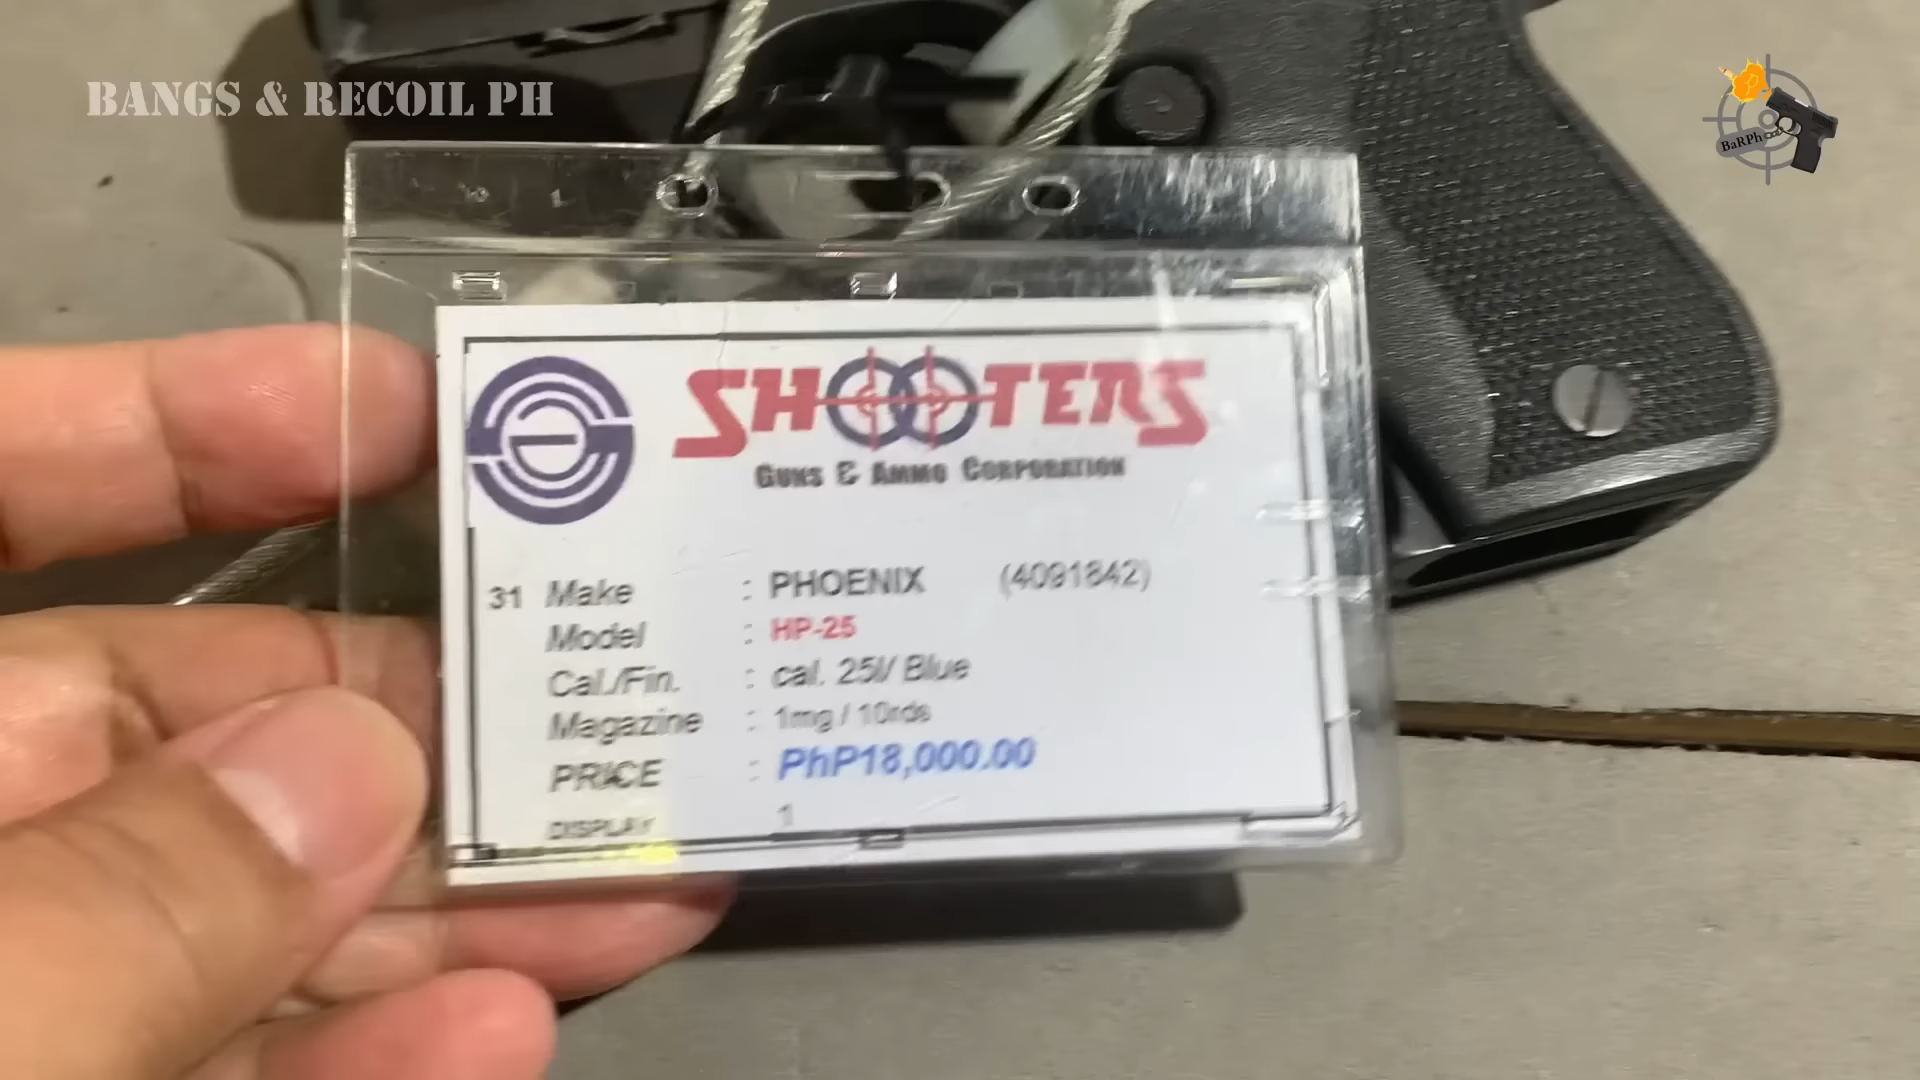 BANGS & RECOIL PH
BaRPh
SHOOTERS
GUNS & AMMO CORPORATION
31 Make : PHOENIX (4091842)
Model : HP-25
Cal./Fin. : cal. 25l/ Blue
Magazine : 1mg / 10rds
PRICE : PhP18,000.00
DISPLAY 1